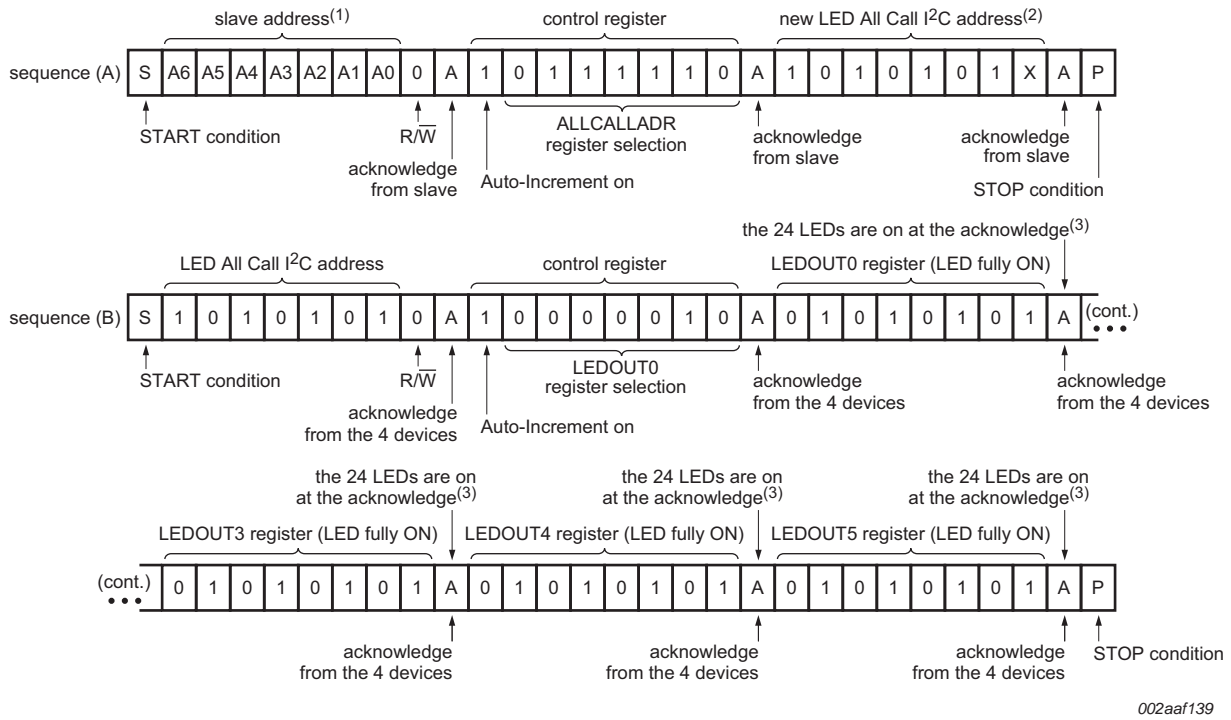 slave address(1) control register new LED All Call I2C address(2)
sequence (A) S A6 A5 A4 A3 A2 A1 A0 0 A 1 0 1 1 1 1 1 0 A 1 0 1 0 1 0 1 X A P
START condition R/W ALLCALLADR acknowledge acknowledge
register selection from slave from slave
acknowledge
from slave Auto-Increment on STOP condition
the 24 LEDs are on at the acknowledge(3)
LED All Call I2C address control register LEDOUT0 register (LED fully ON)
sequence (B) S 1 0 1 0 1 0 1 0 A 1 0 0 0 0 0 1 0 A 0 1 0 1 0 1 0 1 A (cont.)
START condition R/W LEDOUT0 acknowledge acknowledge
register selection from the 4 devices from the 4 devices
acknowledge
from the 4 devices Auto-Increment on
the 24 LEDs are on the 24 LEDs are on the 24 LEDs are on
at the acknowledge(3) at the acknowledge(3) at the acknowledge(3)
LEDOUT3 register (LED fully ON) LEDOUT4 register (LED fully ON) LEDOUT5 register (LED fully ON)
(cont.) 0 1 0 1 0 1 0 1 A 0 1 0 1 0 1 0 1 A 0 1 0 1 0 1 0 1 A P
acknowledge acknowledge acknowledge STOP condition
from the 4 devices from the 4 devices from the 4 devices
002aaf139